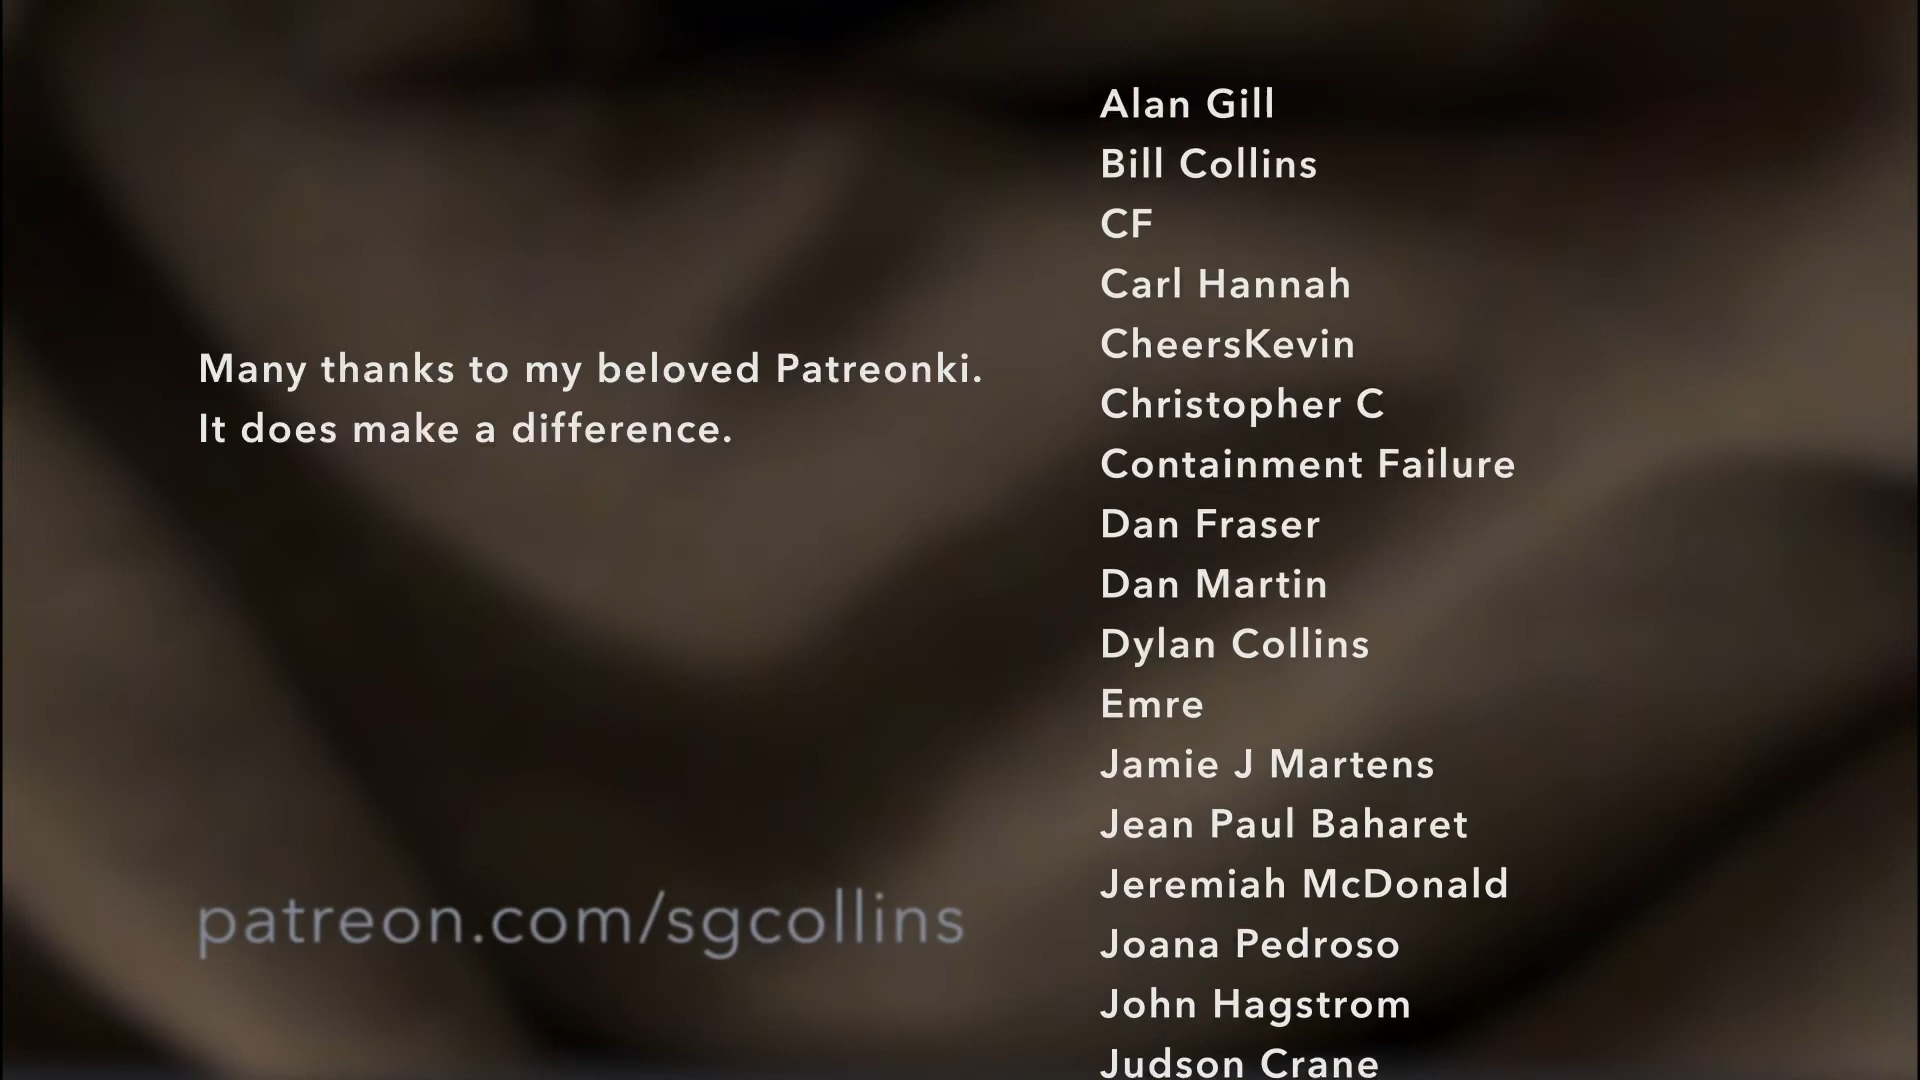 Many thanks to my beloved Patreonki.
It does make a difference.
patreon.com/sgcollins
Alan Gill
Bill Collins
CF
Carl Hannah
CheersKevin
Christopher C
Containment Failure
Dan Fraser
Dan Martin
Dylan Collins
Emre
Jamie J Martens
Jean Paul Baharet
Jeremiah McDonald
Joana Pedroso
John Hagstrom
Judson Crane